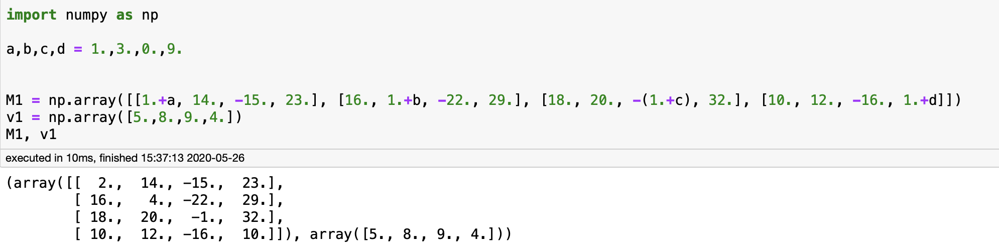 import numpy as np
a,b,c,d = 1.,3.,0.,9.
M1 = np.array([[1.+a, 14., −15., 23.], [16., 1.+b, −22., 29.], [18., 20., −(1.+c), 32.], [10., 12., −16., 1.+d]])
v1 = np.array([5.,8.,9.,4.])
M1, v1
executed in 10ms, finished 15:37:13 2020-05-26
(array([[  2.,  14., −15.,  23.],
        [ 16.,   4., −22.,  29.],
        [ 18.,  20.,  −1.,  32.],
        [ 10.,  12., −16.,  10.]]), array([5., 8., 9., 4.]))